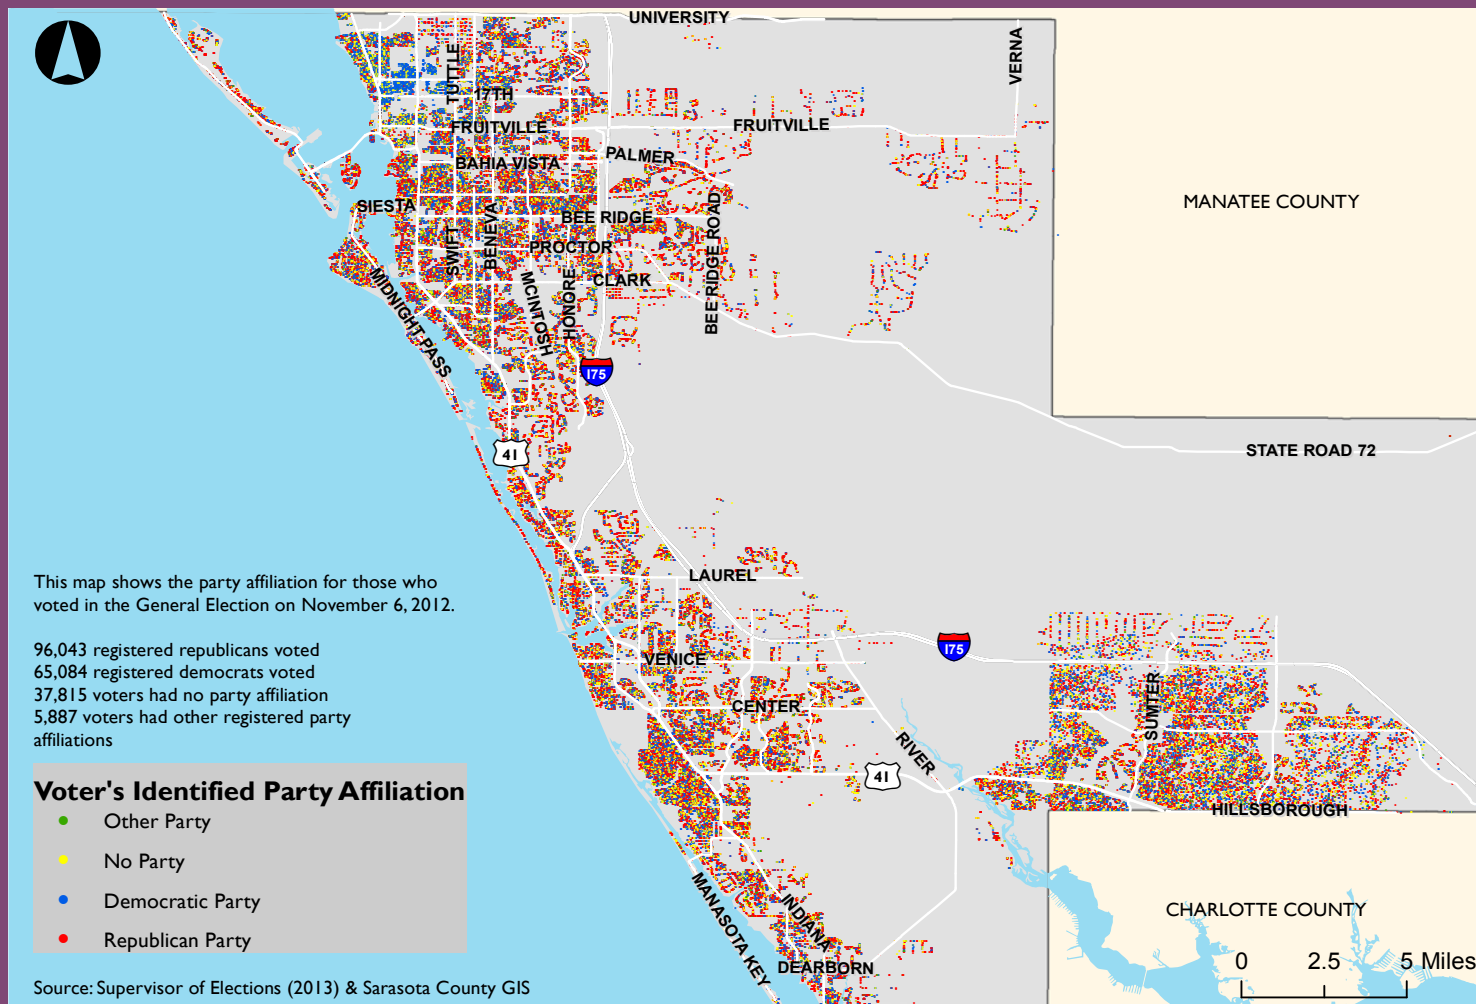 UNIVERSITY
VERNA
TUTTLE
17TH
FRUITVILLE
FRUITVILLE
BAHIA VISTA
PALMER
MANATEE COUNTY
SIESTA
BEE RIDGE
BEE RIDGE ROAD
SWIFT
BENEVA
PROCTOR
CLARK
MCINTOSH
HONORE
MIDNIGHT PASS
I75
41
STATE ROAD 72
LAUREL
This map shows the party affiliation for those who
voted in the General Election on November 6, 2012.
96,043 registered republicans voted
65,084 registered democrats voted
37,815 voters had no party affiliation
5,887 voters had other registered party
affiliations
I75
VENICE
CENTER
SUMTER
RIVER
41
HILLSBOROUGH
Voter's Identified Party Affiliation
Other Party
No Party
Democratic Party
Republican Party
MANASOTA KEY
INDIANA
DEARBORN
CHARLOTTE COUNTY
0 2.5 5 Miles
Source: Supervisor of Elections (2013) & Sarasota County GIS